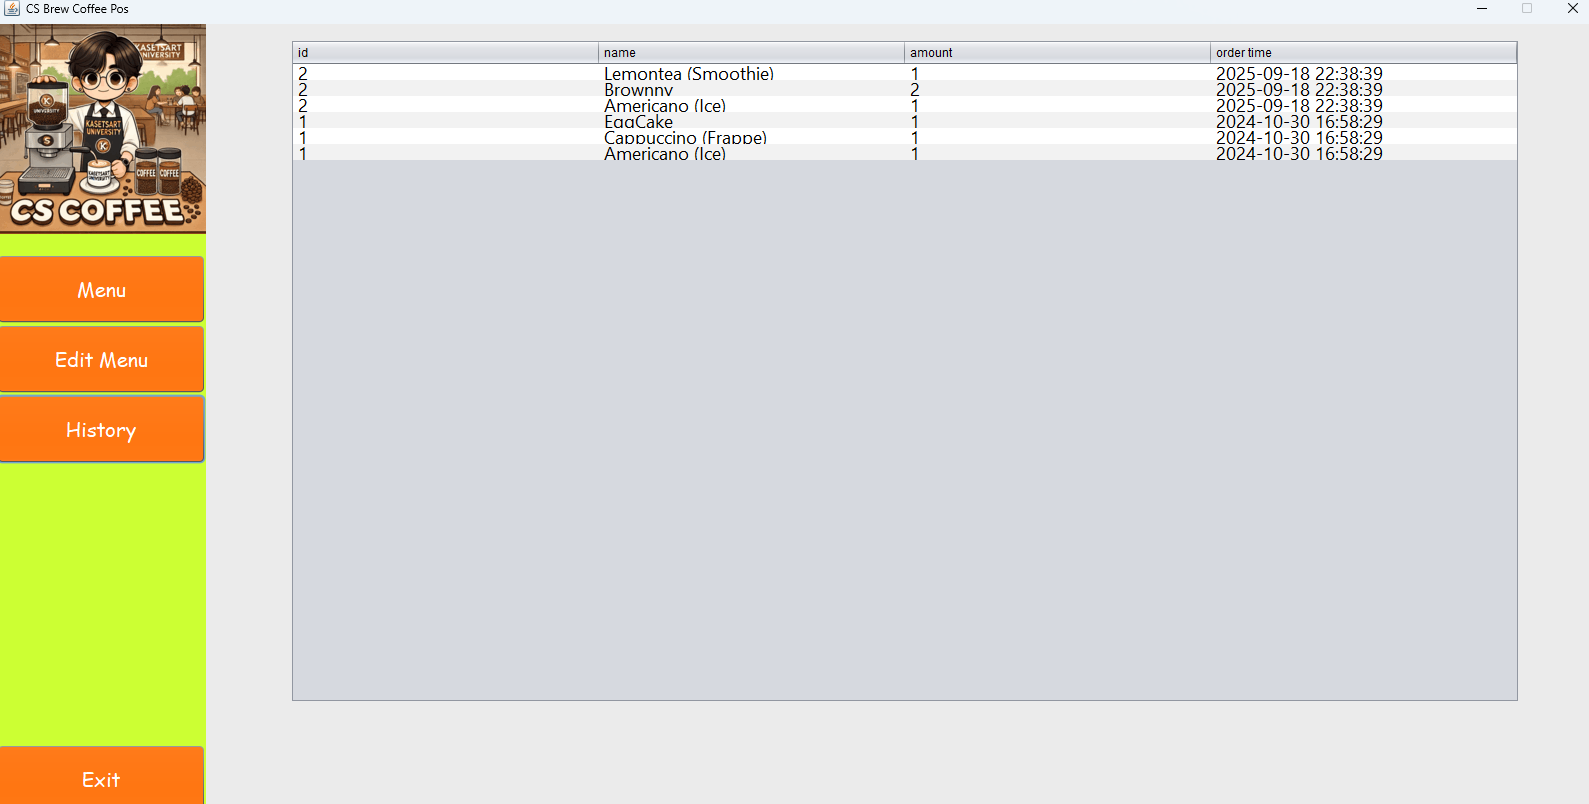 CS Brew Coffee Pos
KASETSART
UNIVERSITY
K
UNIVERSITY
KASETSART
UNIVERSITY
K
S
KASETSART
UNIVERSITY
COFFEE COFFEE
CS COFFEE
Menu
Edit Menu
History
Exit
id name amount order time
2 Lemontea (Smoothie) 1 2025-09-18 22:38:39
2 Brownny 2 2025-09-18 22:38:39
2 Americano (Ice) 1 2025-09-18 22:38:39
1 EggCake 1 2024-10-30 16:58:29
1 Cappuccino (Frappe) 1 2024-10-30 16:58:29
1 Americano (Ice) 1 2024-10-30 16:58:29